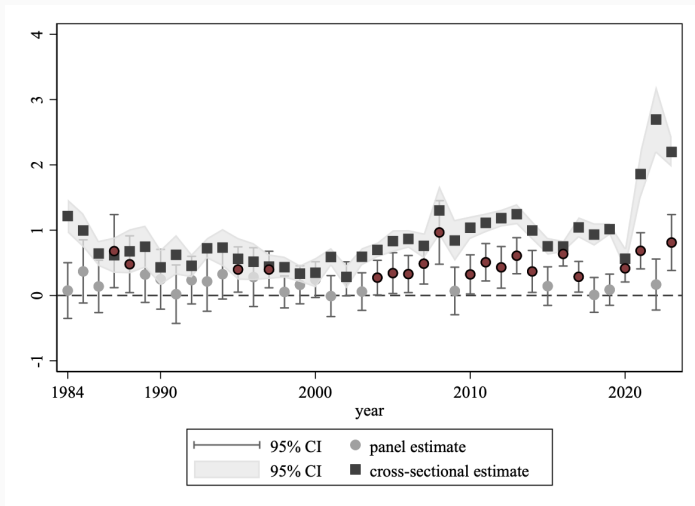 4
3
2
1
0
-1
1984 1990 2000 2010 2020
year
95% CI panel estimate
95% CI cross-sectional estimate